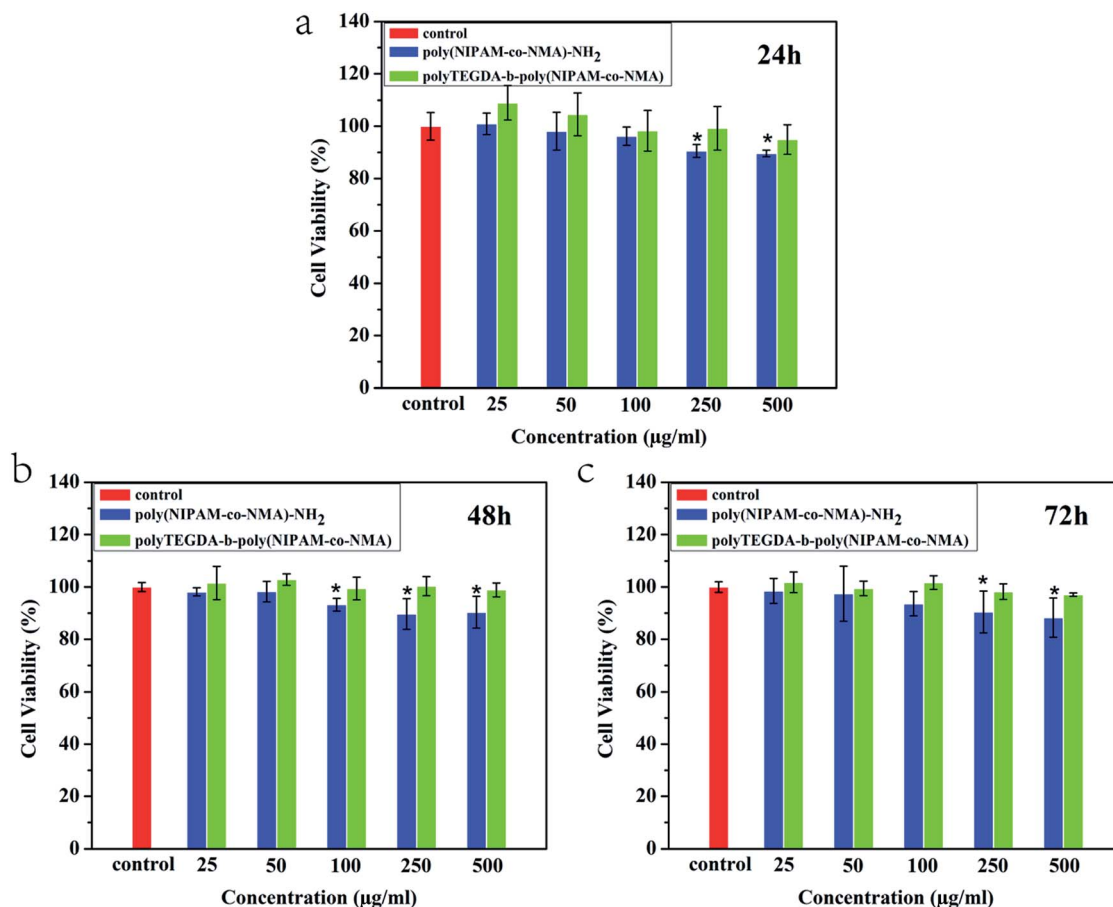 a
140
120
100
80
60
40
20
0
Cell Viability (%)
control
poly(NIPAM-co-NMA)-NH2
polyTEGDA-b-poly(NIPAM-co-NMA)
24h
* *
control 25 50 100 250 500
Concentration (μg/ml)
b
140
120
100
80
60
40
20
0
Cell Viability (%)
control
poly(NIPAM-co-NMA)-NH2
polyTEGDA-b-poly(NIPAM-co-NMA)
48h
* * *
control 25 50 100 250 500
Concentration (μg/ml)
c
140
120
100
80
60
40
20
0
Cell Viability (%)
control
poly(NIPAM-co-NMA)-NH2
polyTEGDA-b-poly(NIPAM-co-NMA)
72h
* *
control 25 50 100 250 500
Concentration (μg/ml)